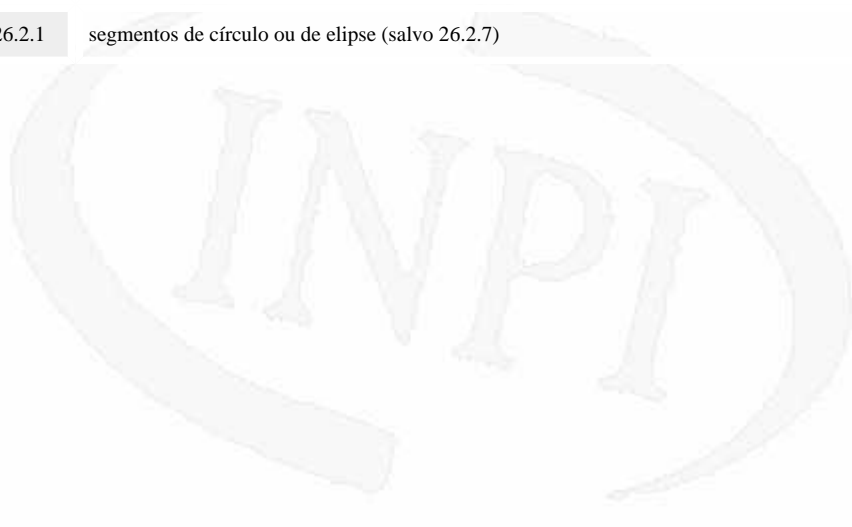 26.2.1 segmentos de círculo ou de elipse (salvo 26.2.7)
INPI